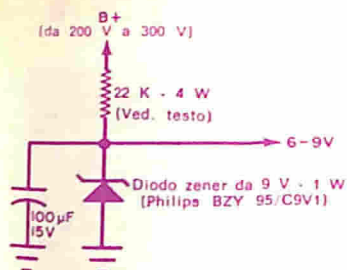 B+
(da 200 V a 300 V)
22 K - 4 W
(Ved. testo)
6-9V
Diodo zener da 9 V - 1 W
(Philips BZY 95/C9V1)
100µF
15V